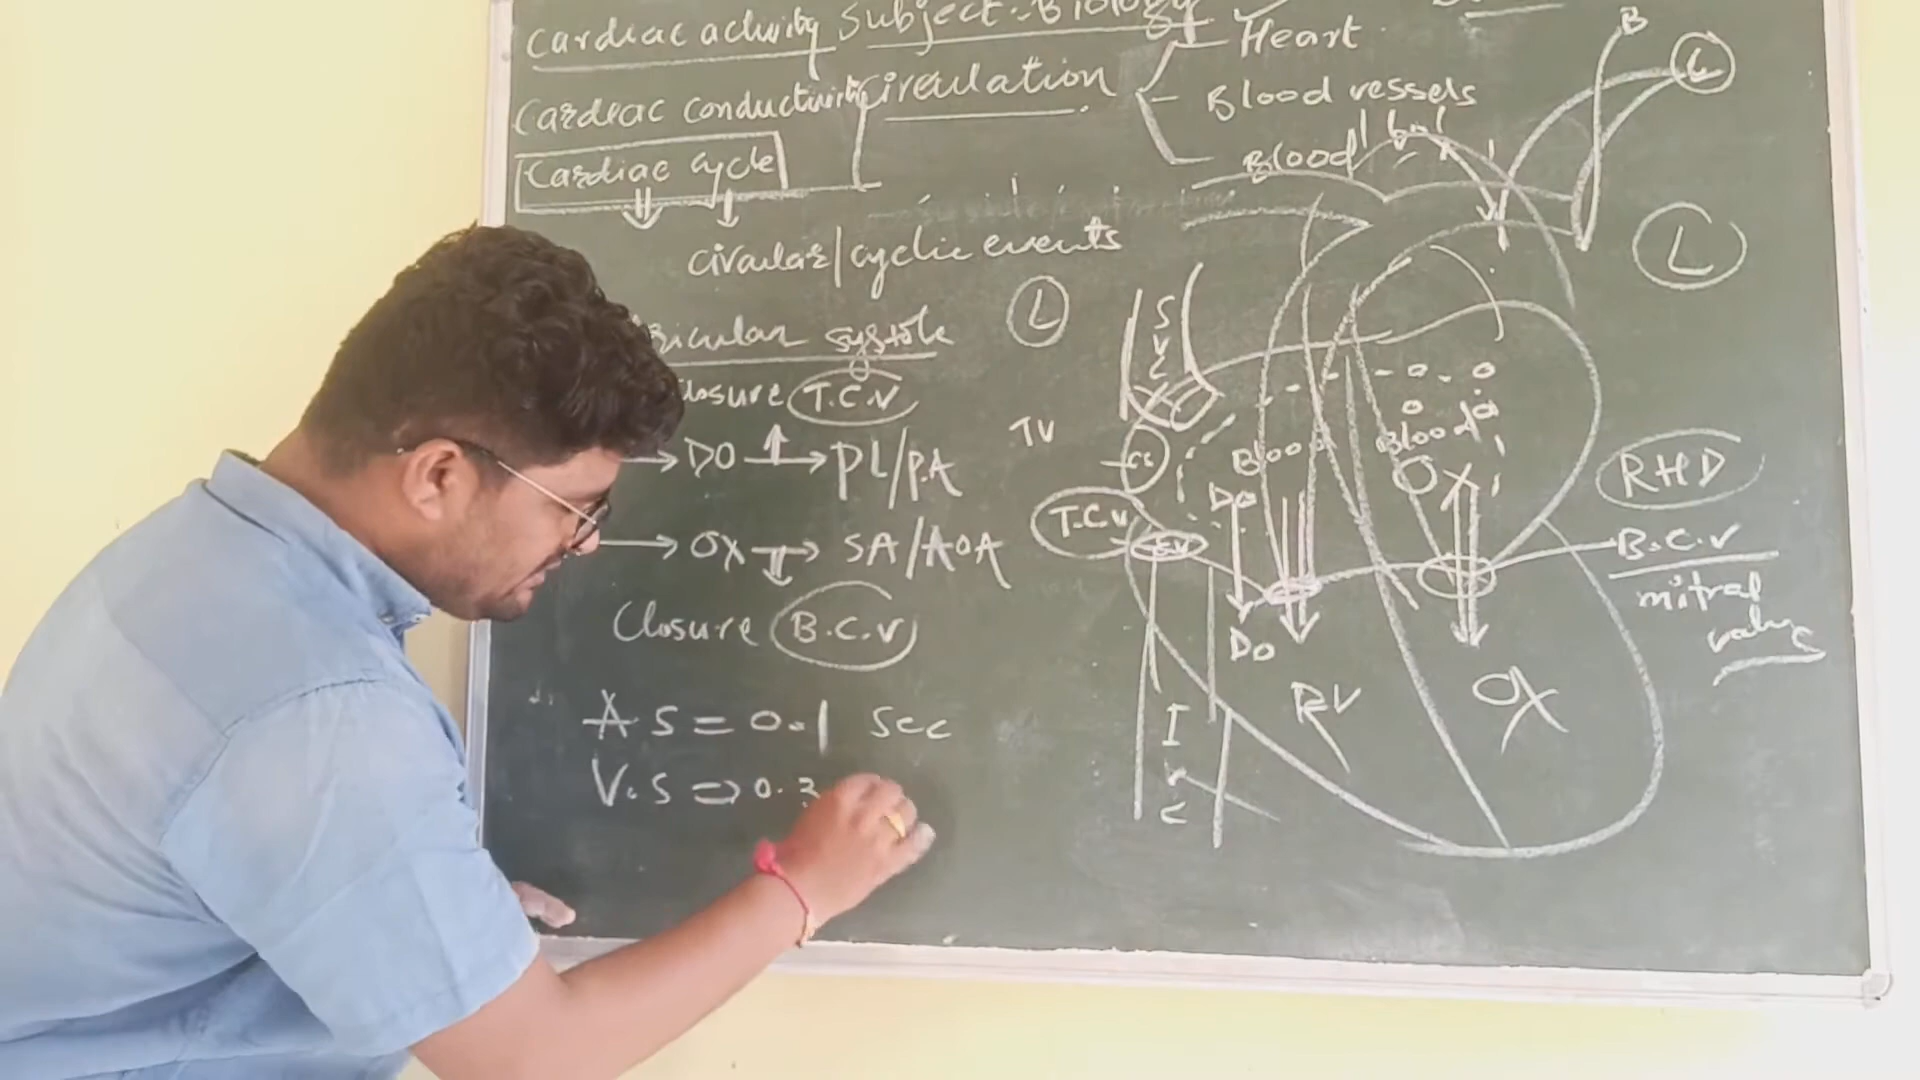 Cardiac activity Subject:-Biology
Cardiac conductivity Circulation
Heart
Blood vessels
Blood
Cardiac cycle
circular/cyclic events
systole
T.C.V
DO → PL/PA
OX → SA/AOA
Closure B.C.V
A S = 0.1 Sec
V.S ⇒ 0.3
L
TV
B
L
L
S
V
C
Blood
Do
Do
T.C.V
Blood
OX
RHD
B.C.V
mitral
RV
OX
I
V
C